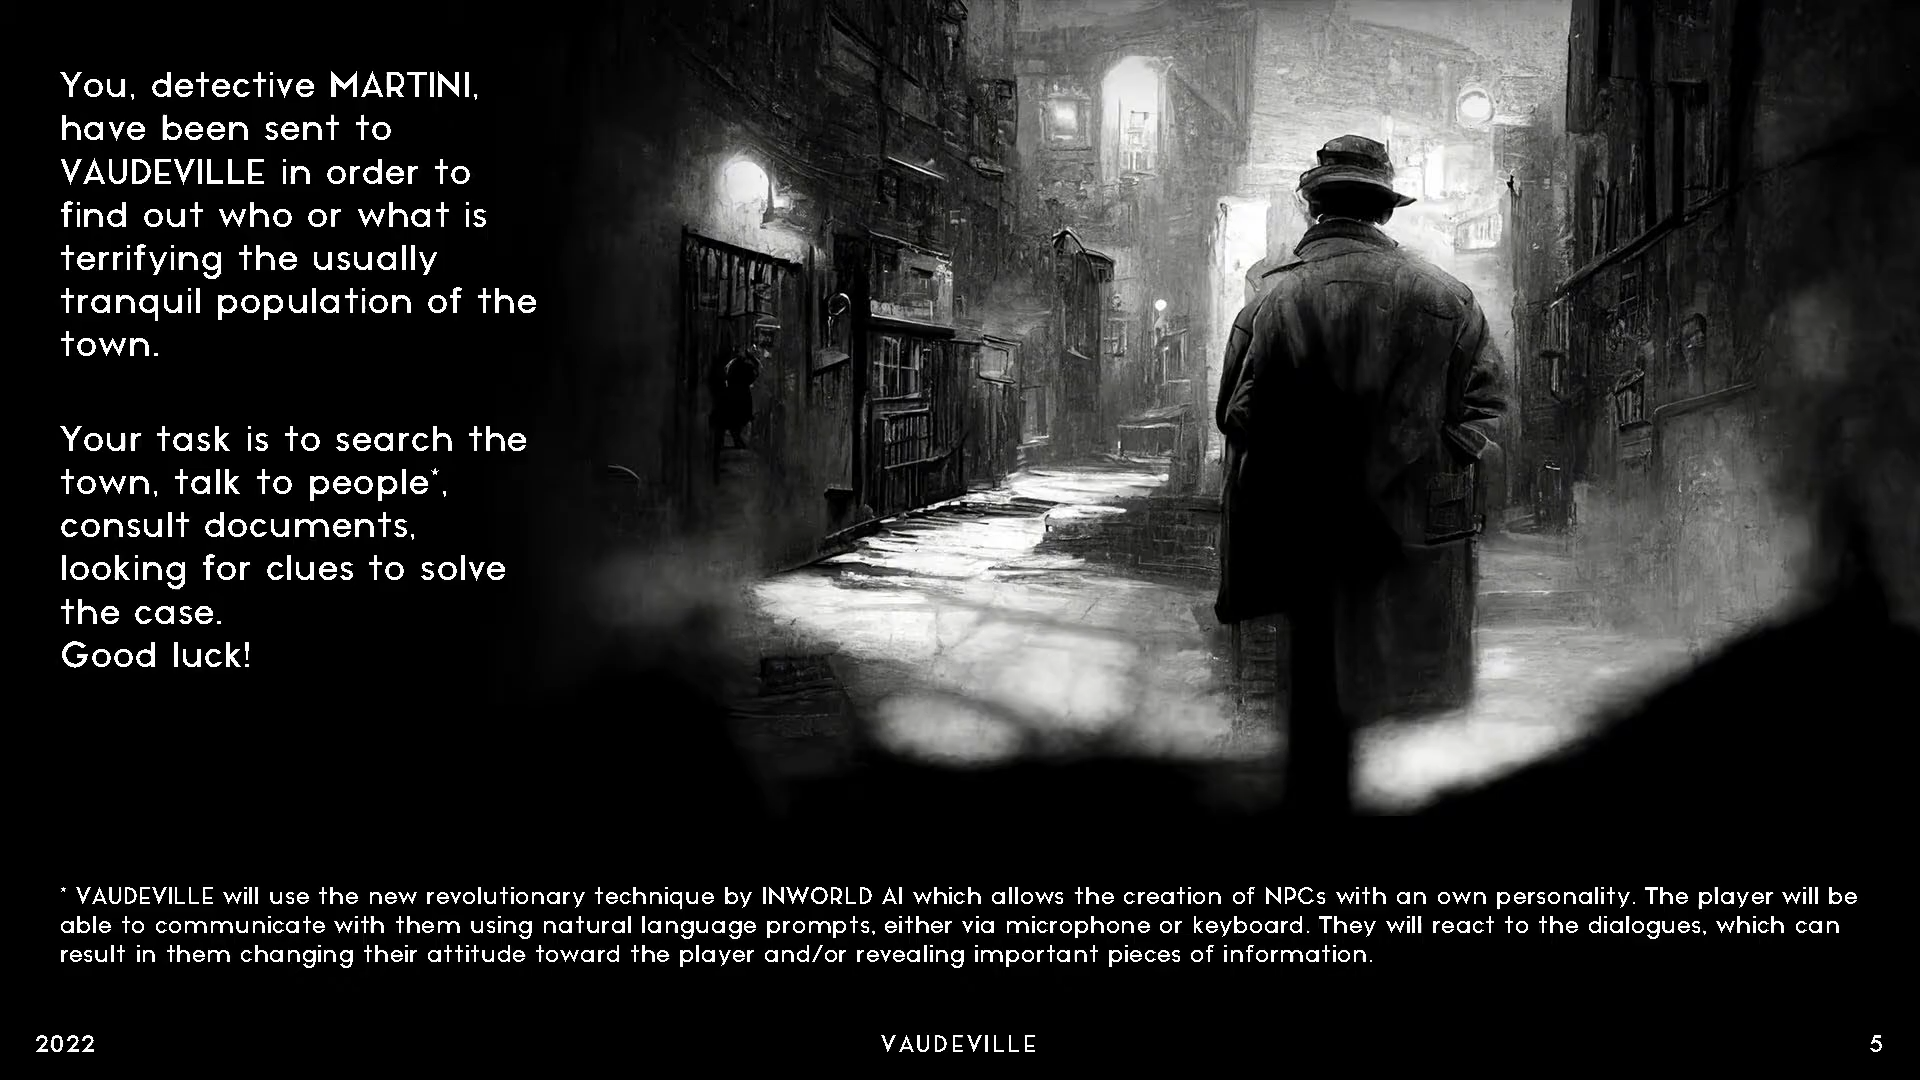 You, detective MARTINI,
have been sent to
VAUDEVILLE in order to
find out who or what is
terrifying the usually
tranquil population of the
town.
Your task is to search the
town, talk to people*,
consult documents,
looking for clues to solve
the case.
Good luck!
* VAUDEVILLE will use the new revolutionary technique by INWORLD AI which allows the creation of NPCs with an own personality. The player will be
able to communicate with them using natural language prompts, either via microphone or keyboard. They will react to the dialogues, which can
result in them changing their attitude toward the player and/or revealing important pieces of information.
2022
VAUDEVILLE
5